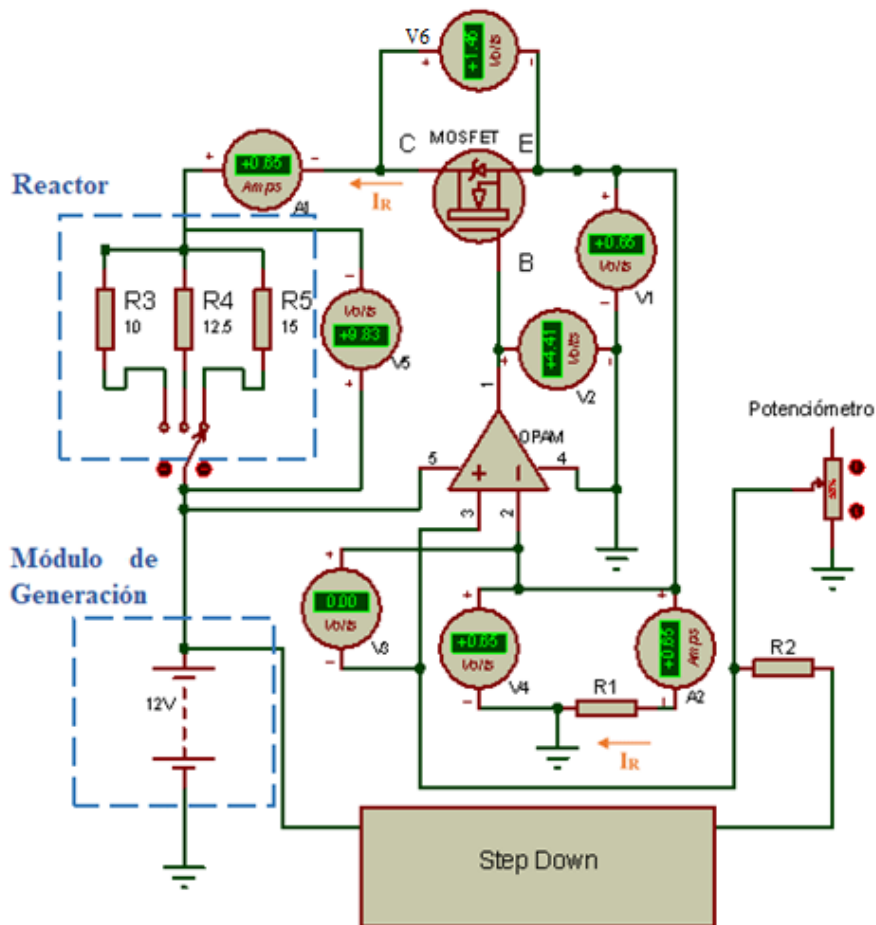 V6
+1.46
Volts
C
MOSFET
E
+0.65
Amps
A1
Reactor
I_R
B
+0.65
Volts
V1
R3
10
R4
12.5
R5
15
Volts
+9.83
V5
+4.41
Volts
V2
1
OPAM
Potenciómetro
5
4
3
2
Módulo de
Generación
0.00
Volts
V3
+0.65
Volts
V4
+0.65
Amps
A2
R1
R2
12V
I_R
Step Down